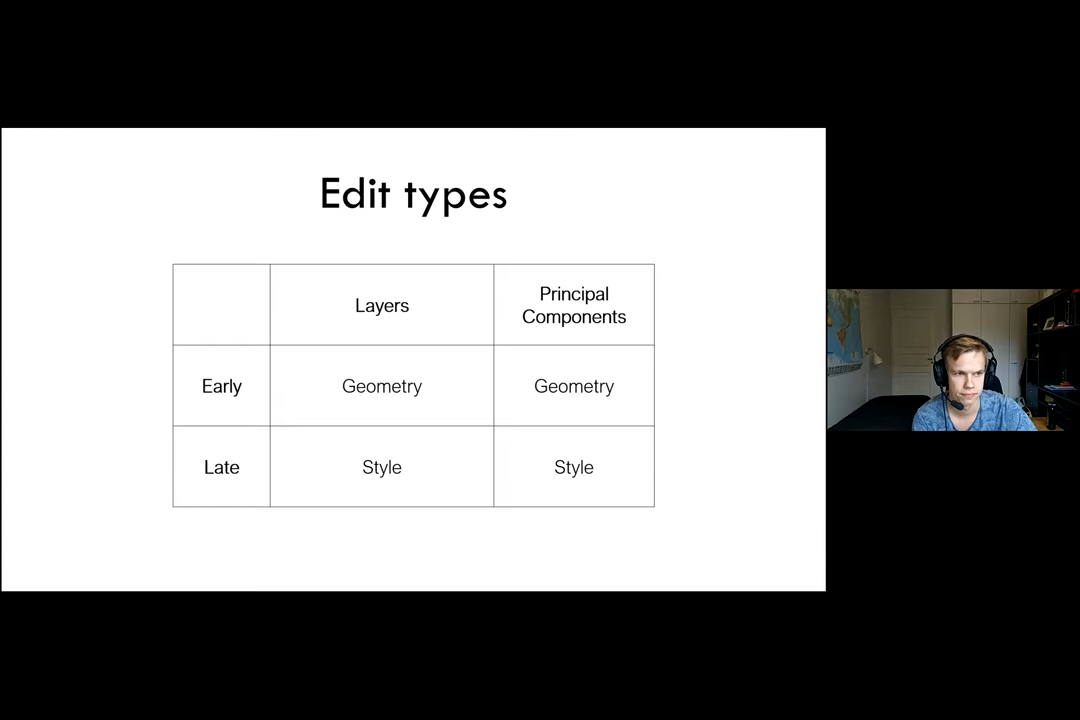 Edit types
Layers
Principal
Components
Early
Geometry
Geometry
Late
Style
Style